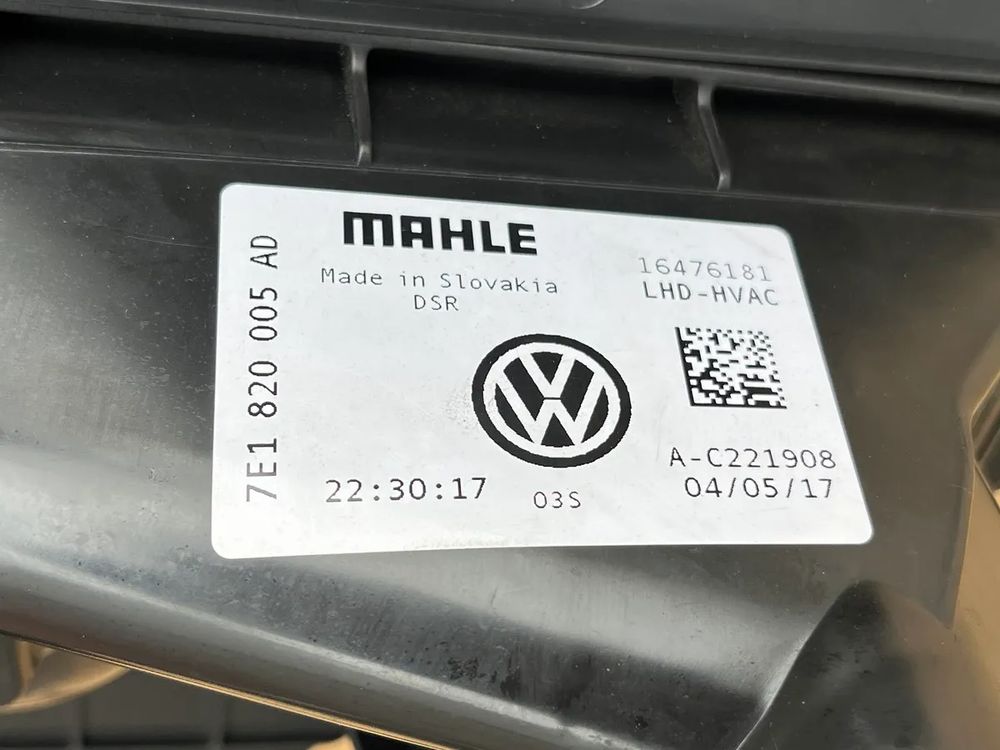 MAHLE
Made in Slovakia
DSR
16476181
LHD-HVAC
7E1 820 005 AD
A-C221908
22:30:17
03S
04/05/17